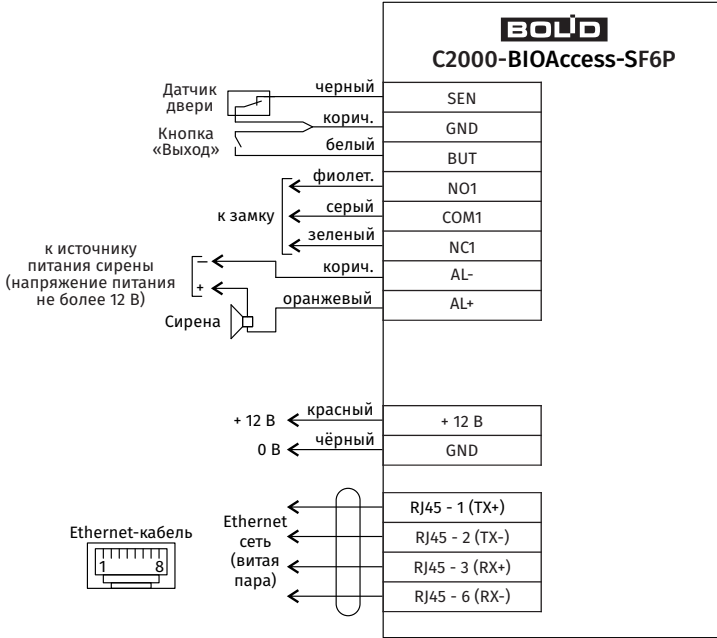 BOLID
C2000-BIOAccess-SF6P
Датчик
двери
черный
SEN
корич.
GND
Кнопка
«Выход»
белый
BUT
фиолет.
NO1
к замку
серый
COM1
зеленый
NC1
к источнику
питания сирены
(напряжение питания
не более 12 В)
–
+
корич.
AL-
оранжевый
AL+
Сирена
+ 12 В
красный
+ 12 В
0 В
чёрный
GND
Ethernet-кабель
1 8
Ethernet
сеть
(витая
пара)
RJ45 - 1 (TX+)
RJ45 - 2 (TX-)
RJ45 - 3 (RX+)
RJ45 - 6 (RX-)